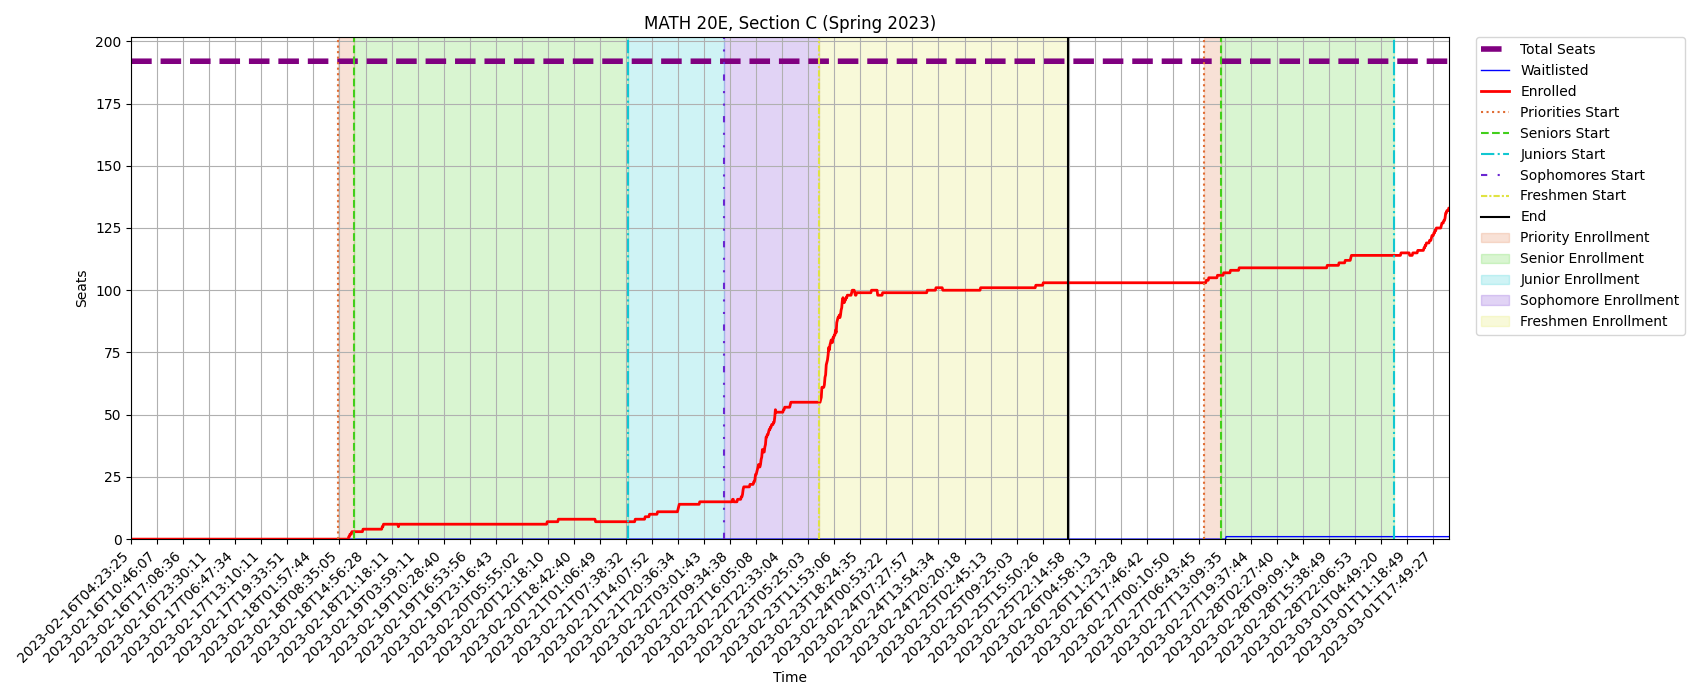 MATH 20E, Section C (Spring 2023)
Seats
200
175
150
125
100
75
50
25
0
2023-02-16T04:23:25
2023-02-16T10:46:07
2023-02-16T17:08:36
2023-02-16T23:30:11
2023-02-17T06:47:34
2023-02-17T13:10:11
2023-02-17T19:33:51
2023-02-18T01:57:44
2023-02-18T08:35:05
2023-02-18T14:56:28
2023-02-18T21:18:11
2023-02-19T03:59:11
2023-02-19T10:28:40
2023-02-19T16:53:56
2023-02-19T23:16:43
2023-02-20T05:55:02
2023-02-20T12:18:10
2023-02-20T18:42:40
2023-02-21T01:06:49
2023-02-21T07:38:32
2023-02-21T14:07:52
2023-02-21T20:36:34
2023-02-22T03:01:43
2023-02-22T09:34:38
2023-02-22T16:05:08
2023-02-22T22:33:04
2023-02-23T05:25:03
2023-02-23T11:53:06
2023-02-23T18:24:35
2023-02-24T00:53:22
2023-02-24T07:27:57
2023-02-24T13:54:34
2023-02-24T20:20:18
2023-02-25T02:45:13
2023-02-25T09:25:03
2023-02-25T15:50:26
2023-02-25T22:14:58
2023-02-26T04:58:13
2023-02-26T11:23:28
2023-02-26T17:46:42
2023-02-27T00:10:50
2023-02-27T06:43:45
2023-02-27T13:09:35
2023-02-27T19:37:44
2023-02-28T02:27:40
2023-02-28T09:09:14
2023-02-28T15:38:49
2023-02-28T22:06:53
2023-03-01T04:49:20
2023-03-01T11:18:49
2023-03-01T17:49:27
Time
Total Seats
Waitlisted
Enrolled
Priorities Start
Seniors Start
Juniors Start
Sophomores Start
Freshmen Start
End
Priority Enrollment
Senior Enrollment
Junior Enrollment
Sophomore Enrollment
Freshmen Enrollment